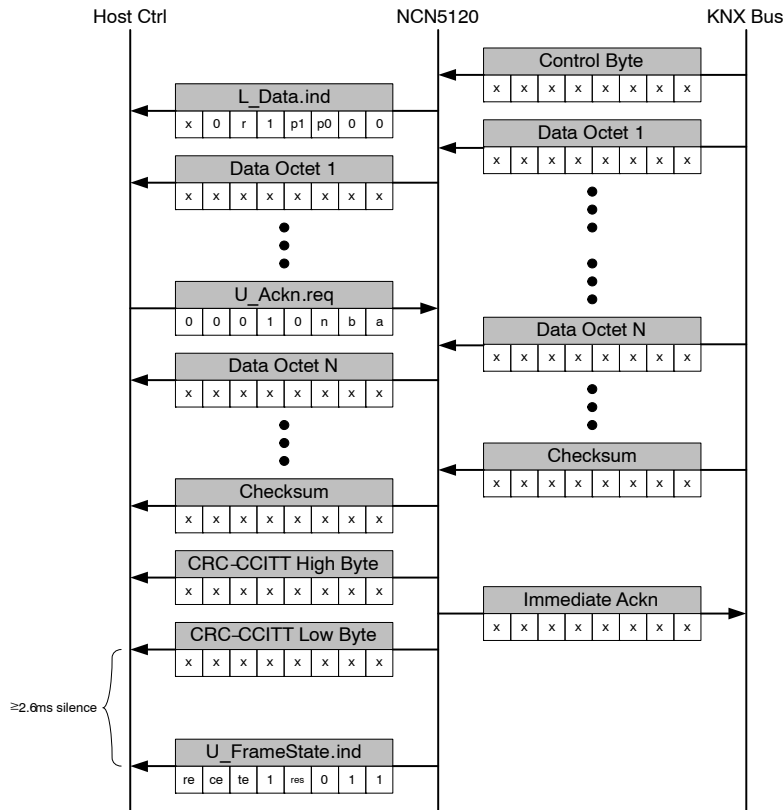 Host Ctrl NCN5120 KNX Bus
Control Byte
x x x x x x x x
L_Data.ind
x 0 r 1 p1 p0 0 0
Data Octet 1
x x x x x x x x
Data Octet 1
x x x x x x x x
U_Ackn.req
0 0 0 1 0 n b a
Data Octet N
x x x x x x x x
Data Octet N
x x x x x x x x
Checksum
x x x x x x x x
Checksum
x x x x x x x x
CRC-CCITT High Byte
x x x x x x x x
Immediate Ackn
x x x x x x x x
CRC-CCITT Low Byte
x x x x x x x x
≥2.6ms silence
U_FrameState.ind
re ce te 1 res 0 1 1